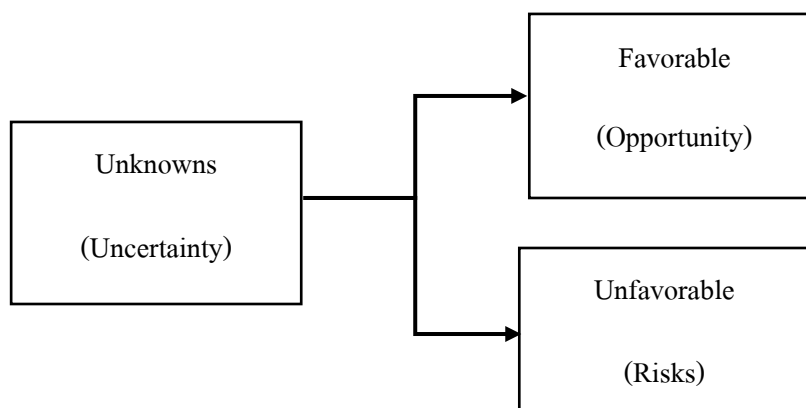 Unknowns
(Uncertainty)
Favorable
(Opportunity)
Unfavorable
(Risks)